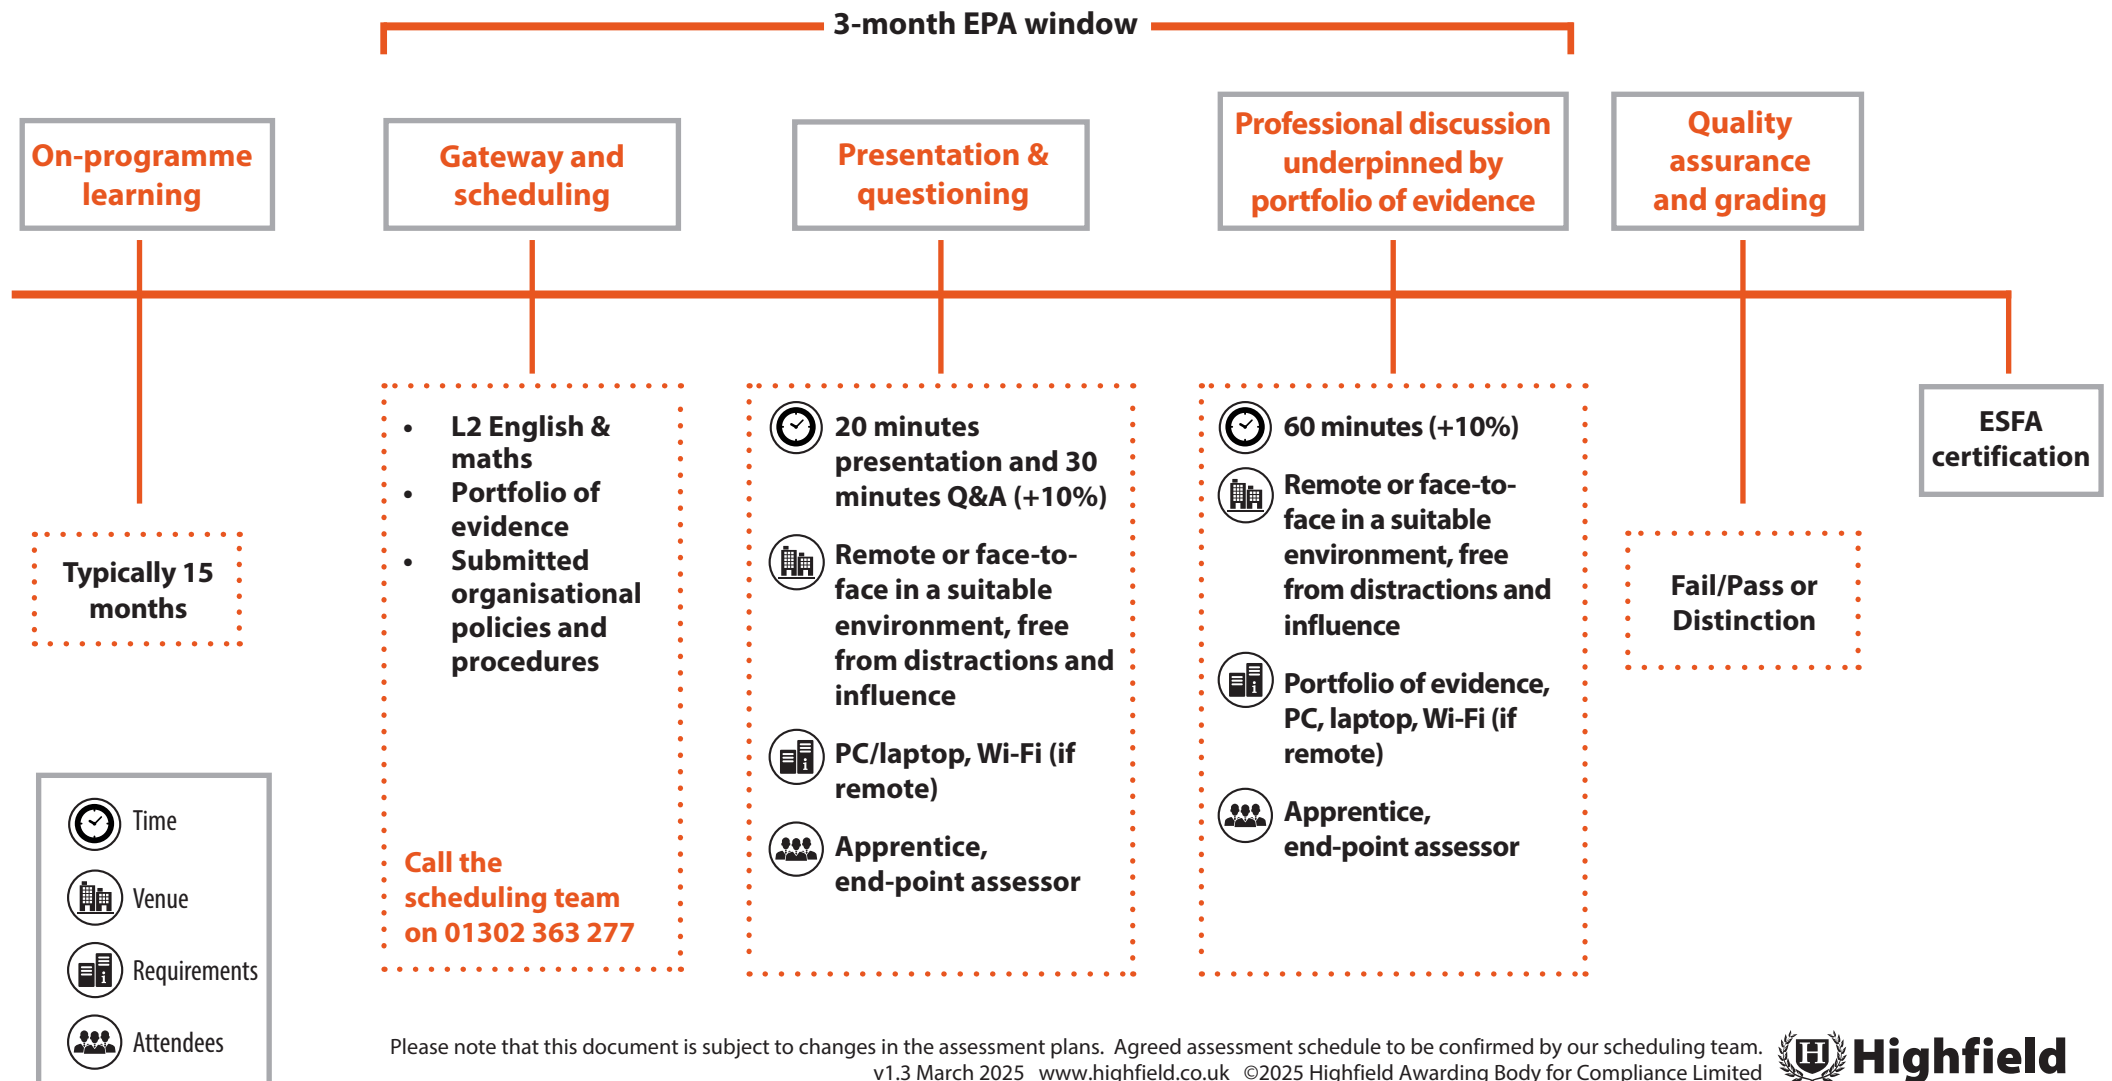 3-month EPA window
On-programme
learning
Gateway and
scheduling
Presentation &
questioning
Professional discussion
underpinned by
portfolio of evidence
Quality
assurance
and grading
Typically 15
months
• L2 English &
maths
• Portfolio of
evidence
• Submitted
organisational
policies and
procedures
Call the
scheduling team
on 01302 363 277
20 minutes
presentation and 30
minutes Q&A (+10%)
Remote or face-to-
face in a suitable
environment, free
from distractions and
influence
PC/laptop, Wi-Fi (if
remote)
Apprentice,
end-point assessor
60 minutes (+10%)
Remote or face-to-
face in a suitable
environment, free
from distractions and
influence
Portfolio of evidence,
PC, laptop, Wi-Fi (if
remote)
Apprentice,
end-point assessor
Fail/Pass or
Distinction
ESFA
certification
Time
Venue
Requirements
Attendees
Please note that this document is subject to changes in the assessment plans. Agreed assessment schedule to be confirmed by our scheduling team.
v1.3 March 2025 www.highfield.co.uk ©2025 Highfield Awarding Body for Compliance Limited
H Highfield